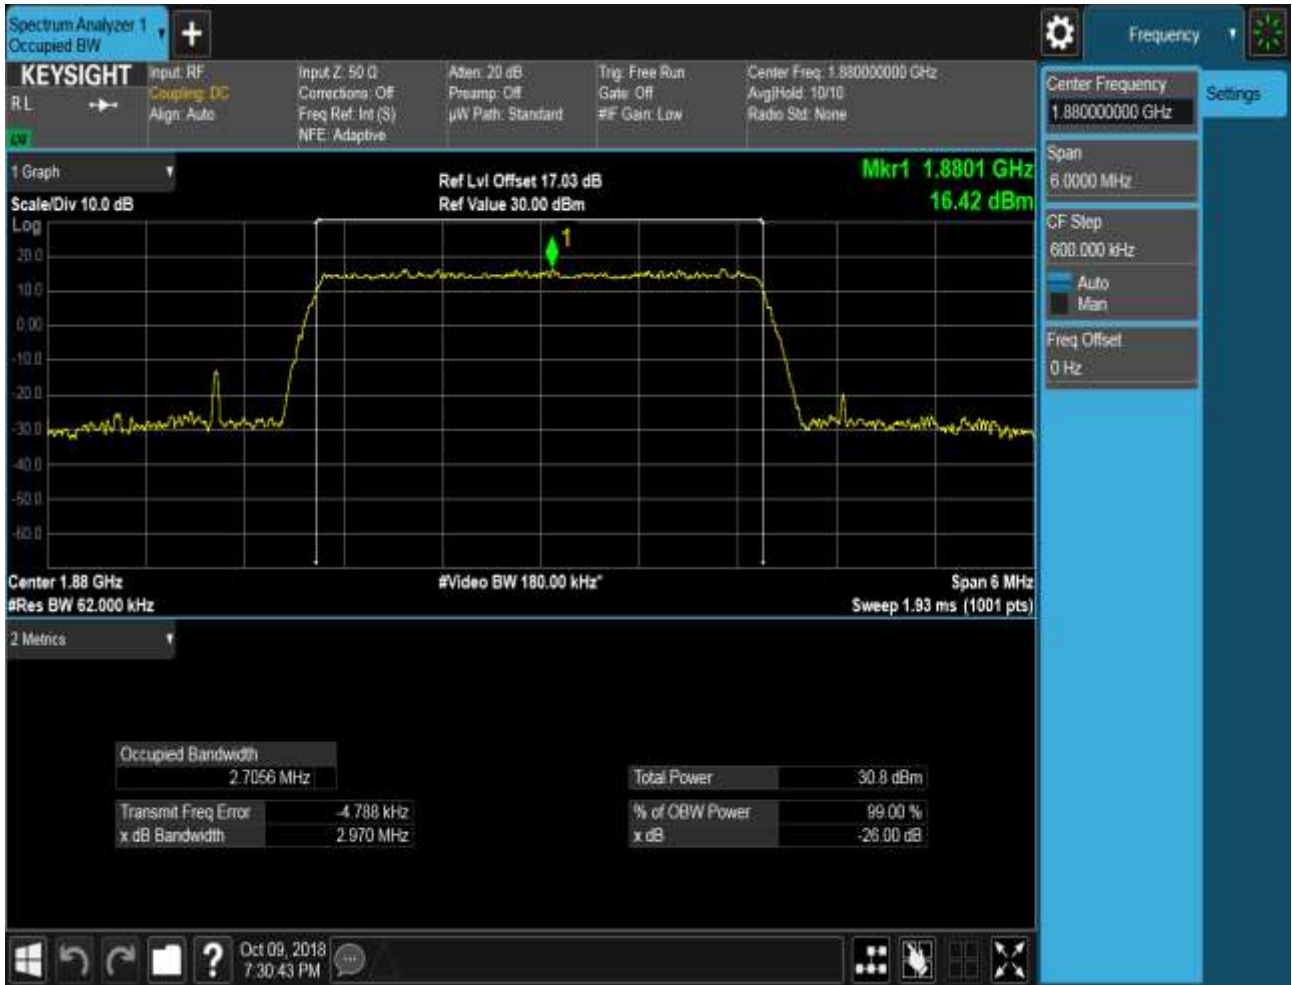 Spectrum Analyzer 1
Occupied BW
Frequency
KEYSIGHT
R L
Input: RF
Coupling: DC
Align: Auto
Input Z: 50 Ω
Corrections: Off
Freq Ref: Int (S)
NFE: Adaptive
Atten: 20 dB
Preamp: Off
µW Path: Standard
Trig: Free Run
Gate: Off
#IF Gain: Low
Center Freq: 1.880000000 GHz
Avg|Hold: 10/10
Radio Std: None
Center Frequency
1.880000000 GHz
Settings
Span
6.0000 MHz
CF Step
600.000 kHz
Auto
Man
Freq Offset
0 Hz
1 Graph
Scale/Div 10.0 dB
Ref Lvl Offset 17.03 dB
Ref Value 30.00 dBm
Mkr1 1.8801 GHz
16.42 dBm
Log
1
20.0
10.0
0.00
-10.0
-20.0
-30.0
-40.0
-50.0
-60.0
Center 1.88 GHz
#Res BW 62.000 kHz
#Video BW 180.00 kHz*
Span 6 MHz
Sweep 1.93 ms (1001 pts)
2 Metrics
Occupied Bandwidth
2.7056 MHz
Total Power 30.8 dBm
Transmit Freq Error -4.788 kHz
% of OBW Power 99.00 %
x dB Bandwidth 2.970 MHz
x dB -26.00 dB
?
Oct 09, 2018
7:30:43 PM